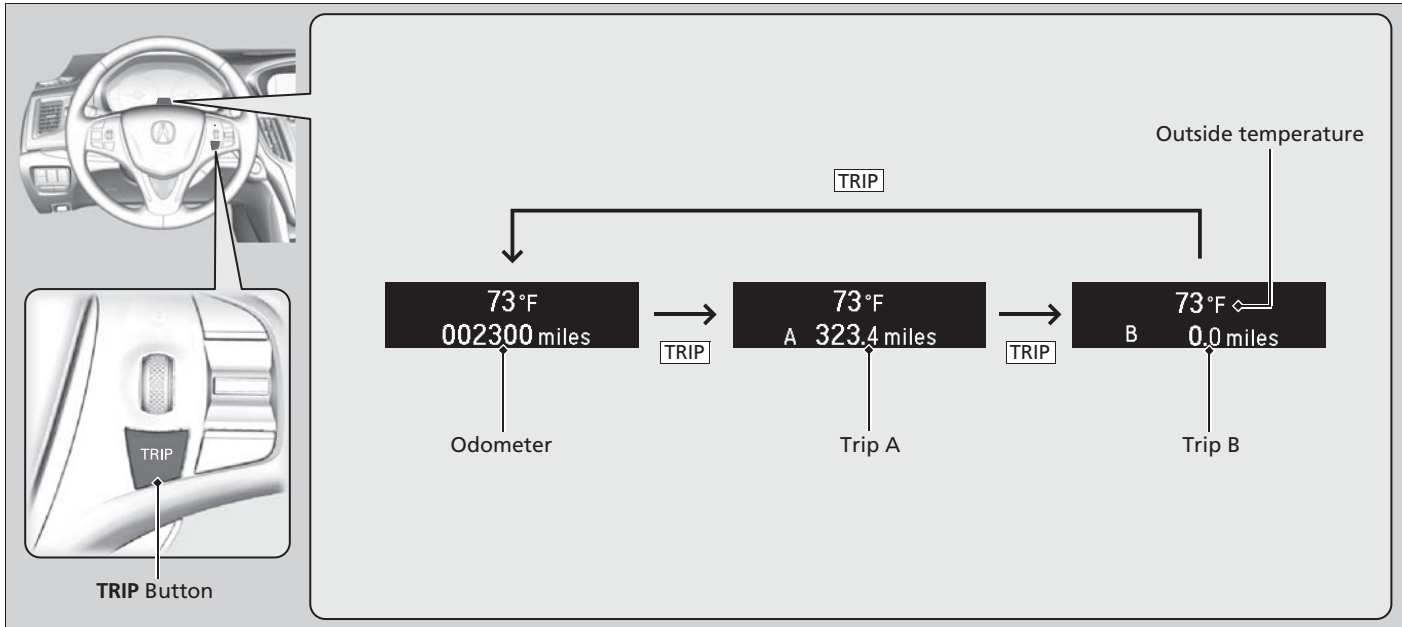 Outside temperature
TRIP
73°F
002300 miles
TRIP
73°F
A 323.4 miles
TRIP
73°F
B 0.0 miles
Odometer
Trip A
Trip B
TRIP
TRIP Button